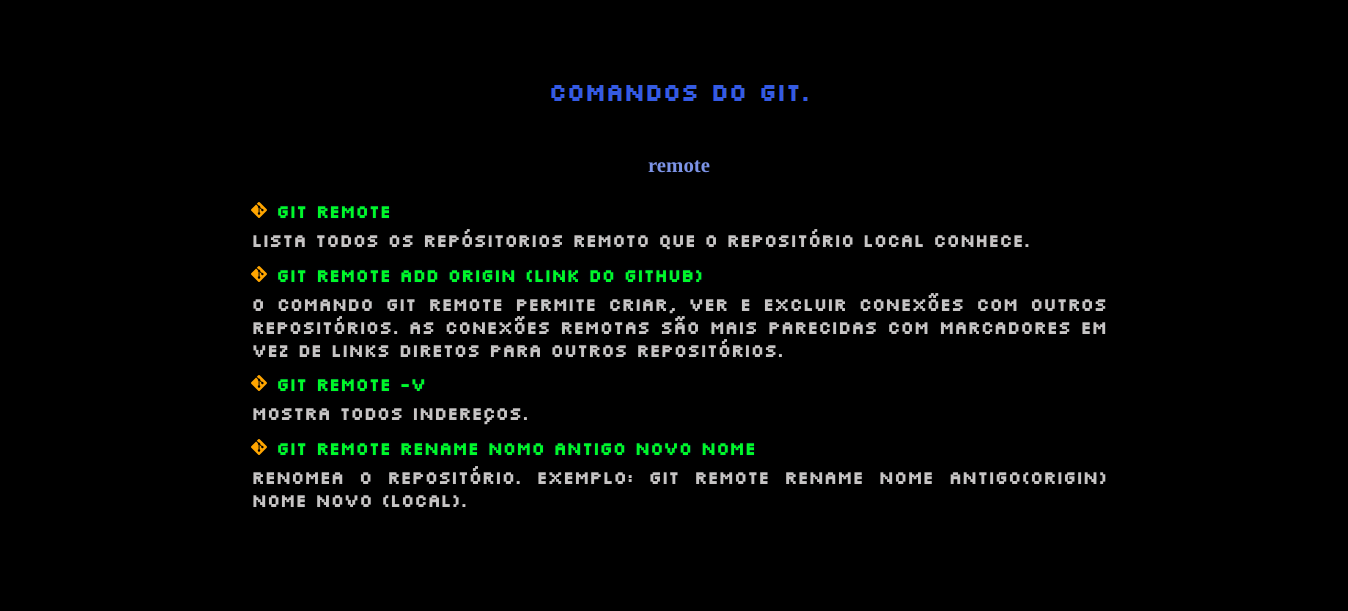 COMANDOS DO GIT.
remote
GIT REMOTE
LISTA TODOS OS REPÓSITORIOS REMOTO QUE O REPOSITÓRIO LOCAL CONHECE.
GIT REMOTE ADD ORIGIN (LINK DO GITHUB)
O COMANDO GIT REMOTE PERMITE CRIAR, VER E EXCLUIR CONEXÕES COM OUTROS
REPOSITÓRIOS. AS CONEXÕES REMOTAS SÃO MAIS PARECIDAS COM MARCADORES EM
VEZ DE LINKS DIRETOS PARA OUTROS REPOSITÓRIOS.
GIT REMOTE -V
MOSTRA TODOS INDEREÇOS.
GIT REMOTE RENAME NOMO ANTIGO NOVO NOME
RENOMEA O REPOSITÓRIO. EXEMPLO: GIT REMOTE RENAME NOME ANTIGO(ORIGIN)
NOME NOVO (LOCAL).